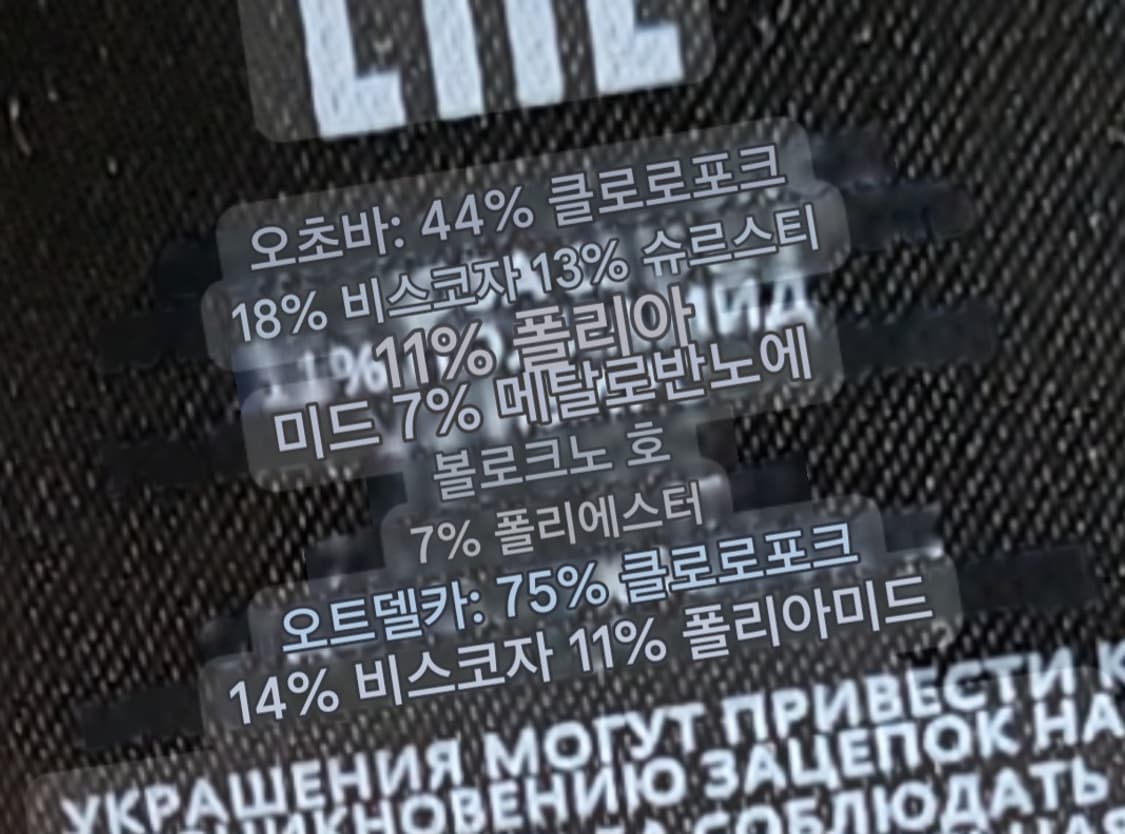 오초바: 44% 클로로포크
18% 비스코자 13% 슈르스티
11% 폴리아
미드 7% 메탈로반노에
볼로크노 호
7% 폴리에스터
오트델카: 75% 클로로포크
14% 비스코자 11% 폴리아미드
УКРАШЕНИЯ МОГУТ ПРИВЕСТИ К
ЗАЦЕПОК НА
СОБЛЮДАТЬ